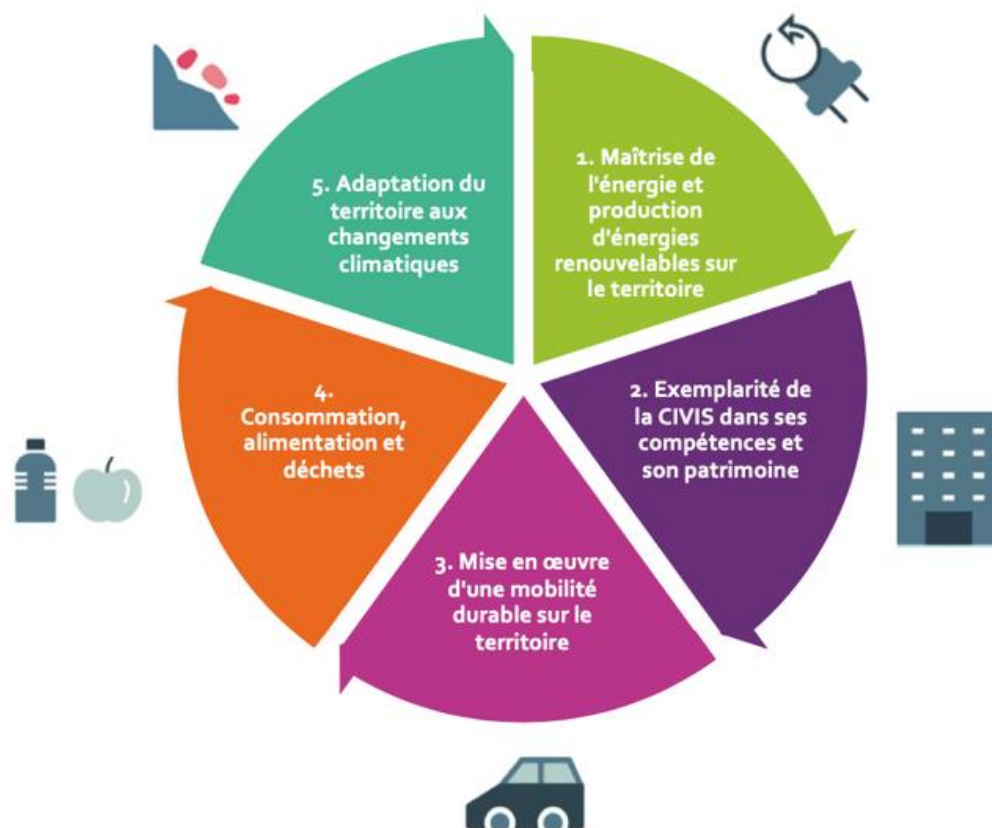 1. Maîtrise de
l'énergie et
production
d'énergies
renouvelables sur
le territoire
2. Exemplarité de
la CIVIS dans ses
compétences et
son patrimoine
3. Mise en œuvre
d'une mobilité
durable sur le
territoire
4.
Consommation,
alimentation et
déchets
5. Adaptation du
territoire aux
changements
climatiques